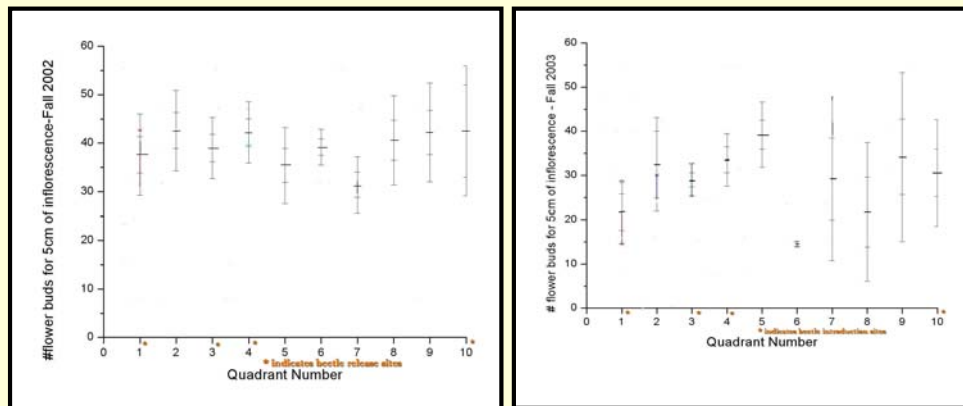 #flower buds for 5cm of inflorescence-Fall 2002
60
50
40
30
20
10
0
0 1* 2 3* 4* 5 6 7 8 9 10*
* indicates beetle release sites
Quadrant Number
# flower buds for 5cm of inflorescence - Fall 2003
60
50
40
30
20
10
0
0 1* 2 3* 4* 5 6 7 8 9 10*
* indicates beetle introduction sites
Quadrant Number